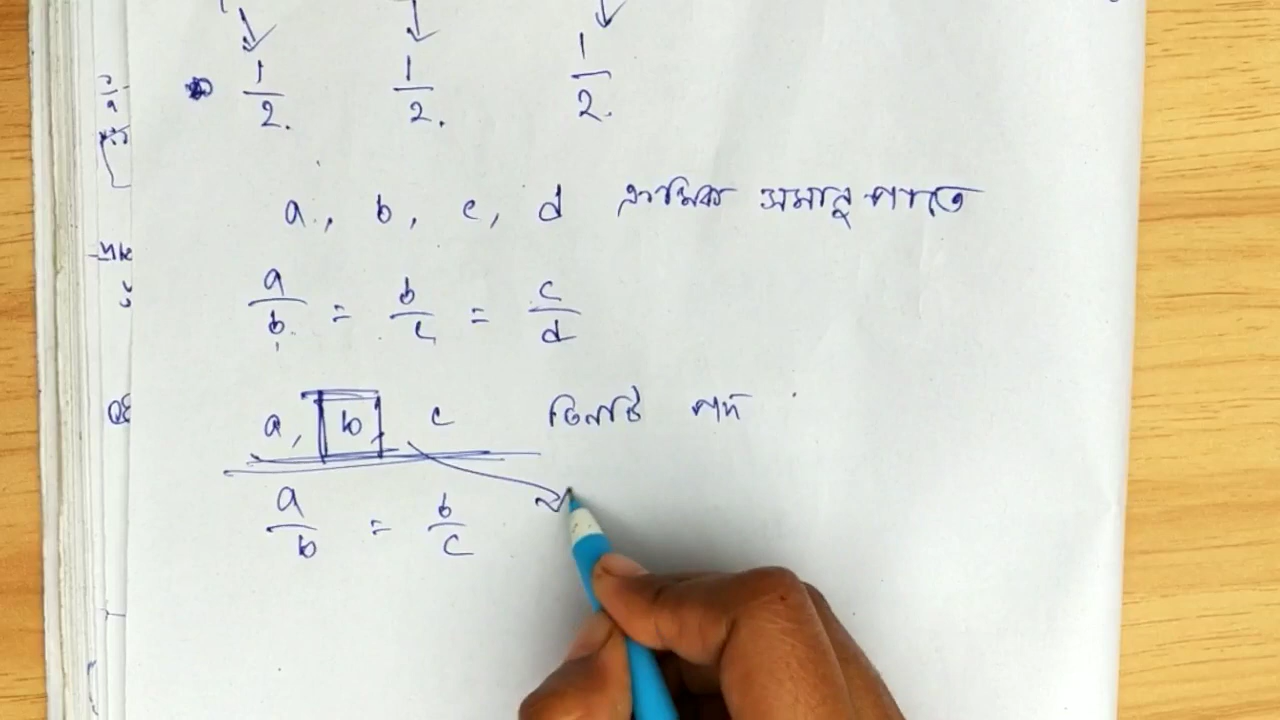 1/2. 1/2. 1/2.
a, b, c, d ক্রমিক সমানুপাতে
a/b = b/c = c/d
a, b, c তিনটি পদ
a/b = b/c